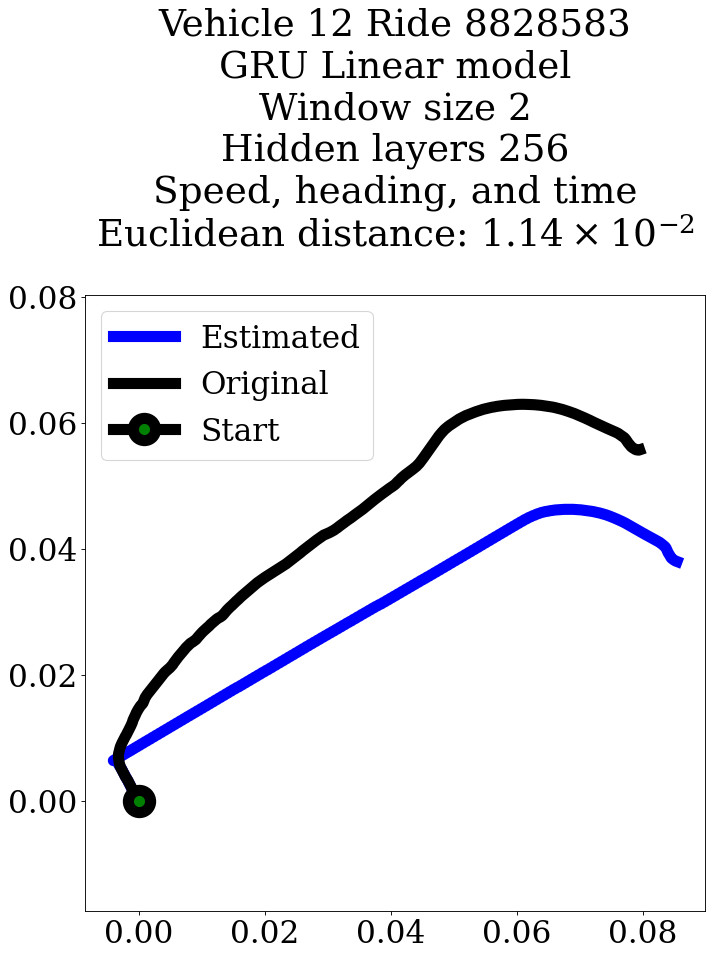 Vehicle 12 Ride 8828583
GRU Linear model
Window size 2
Hidden layers 256
Speed, heading, and time
Euclidean distance: 1.14 × 10⁻²
0.08
0.06
0.04
0.02
0.00
Estimated
Original
Start
0.00 0.02 0.04 0.06 0.08